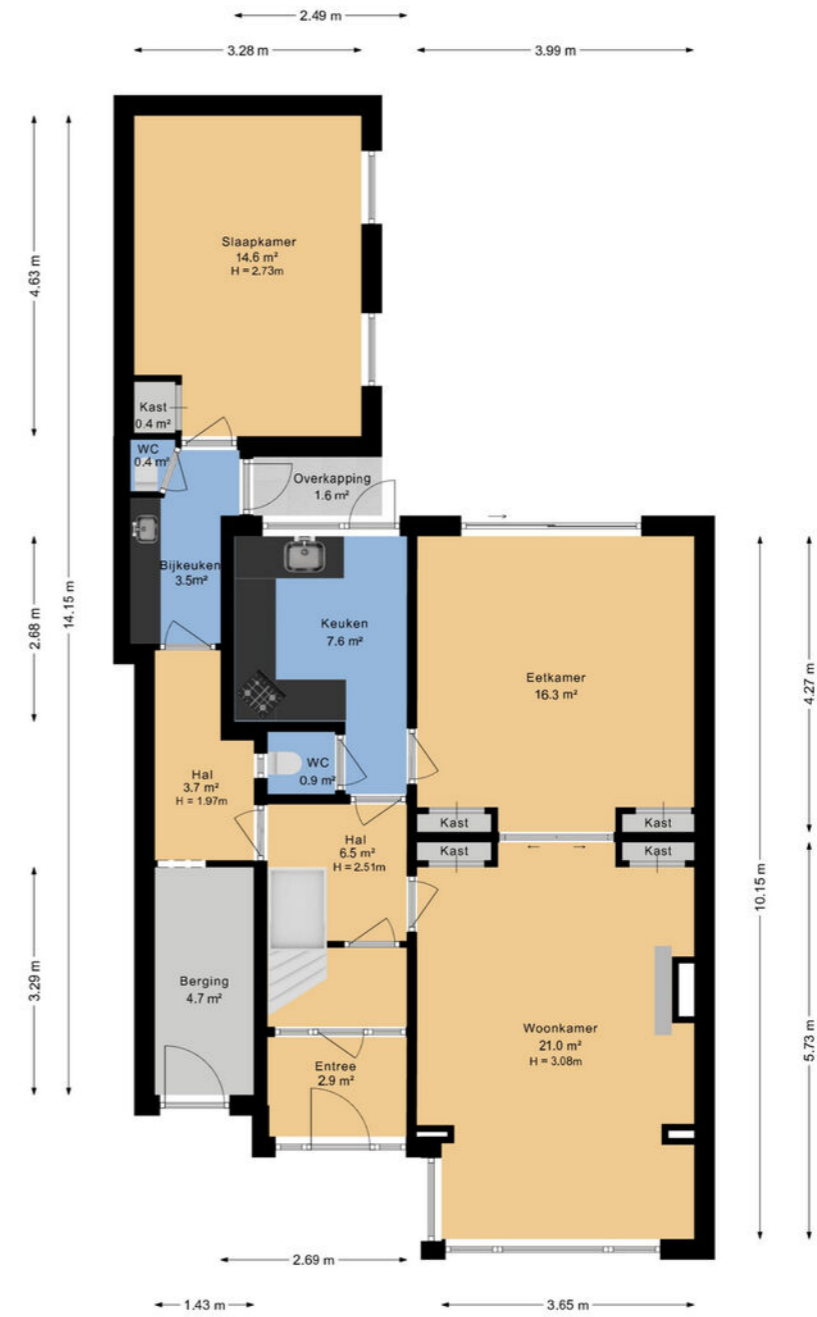 2.49 m
3.28 m
3.99 m
4.63 m
14.15 m
Slaapkamer
14.6 m²
H = 2.73m
Kast
0.4 m²
WC
0.4 m²
Overkapping
1.6 m²
Bijkeuken
3.5m²
2.68 m
Keuken
7.6 m²
Eetkamer
16.3 m²
4.27 m
WC
0.9 m²
Hal
3.7 m²
H = 1.97m
Kast
Kast
Hal
6.5 m²
H = 2.51m
Kast
Kast
10.15 m
3.29 m
Berging
4.7 m²
Woonkamer
21.0 m²
H = 3.08m
5.73 m
Entree
2.9 m²
2.69 m
1.43 m
3.65 m